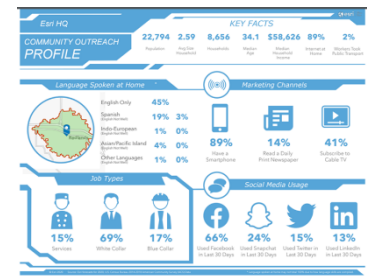 esri
Esri HQ
KEY FACTS
COMMUNITY OUTREACH
PROFILE
22,794 2.59 8,656 34.1 $58,626 89% 2%
Population Avg Size Household Households Median Age Median Household Income Internet at Home Workers Took Public Transport
Language Spoken at Home
English Only 45%
Spanish 19% 3%
Indo-European 1% 0%
Asian/Pacific Island 4% 0%
Other Languages 1% 0%
Marketing Channels
89% 14% 41%
Have a Smartphone
Read a Daily Print Newspaper
Subscribe to Cable TV
Job Types
15% 69% 17%
Services White Collar Blue Collar
Social Media Usage
66% 24% 15% 13%
Used Facebook in Last 30 Days
Used Snapchat in Last 30 Days
Used Twitter in Last 30 Days
Used LinkedIn in Last 30 Days